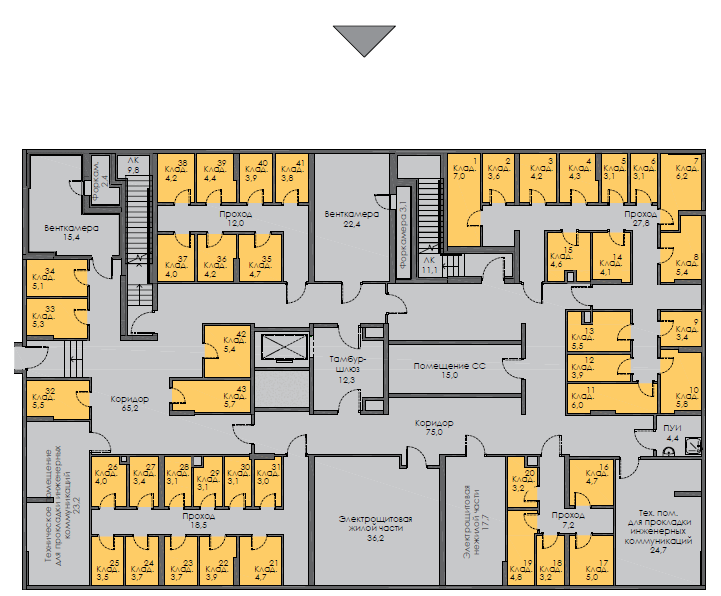 38
Клад.
4,2
39
Клад.
4,4
40
Клад.
3,9
41
Клад.
3,8
1
Клад.
7,0
2
Клад.
3,6
3
Клад.
4,2
4
Клад.
4,3
5
Клад.
3,1
6
Клад.
3,1
7
Клад.
6,2
ЛК
9,8
Форкам.
2,4
Венткамера
15,4
Проход
12,0
Венткамера
22,4
Форкамера 3,1
ЛК
11,1
Проход
27,8
37
Клад.
4,0
36
Клад.
4,2
35
Клад.
4,7
15
Клад.
4,6
14
Клад.
4,1
8
Клад.
5,4
34
Клад.
5,1
33
Клад.
5,3
42
Клад.
5,4
13
Клад.
5,5
9
Клад.
3,4
Тамбур-
шлюз
12,3
Помещение СС
15,0
12
Клад.
3,9
32
Клад.
5,5
Коридор
65,2
43
Клад.
5,7
11
Клад.
6,0
10
Клад.
5,8
Коридор
75,0
ПУИ
4,4
Техническое помещение
для прокладки инженерных
коммуникаций
23,2
26
Клад.
4,0
27
Клад.
3,4
28
Клад.
3,1
29
Клад.
3,1
30
Клад.
3,1
31
Клад.
3,0
20
Клад.
3,2
16
Клад.
4,7
Проход
18,5
Электрощитовая
жилой части
36,2
Электрощитовая
нежилой части
17,7
Проход
7,2
Тех. пом.
для прокладки
инженерных
коммуникаций
24,7
25
Клад.
3,5
24
Клад.
3,7
23
Клад.
3,7
22
Клад.
3,9
21
Клад.
4,7
19
Клад.
4,8
18
Клад.
3,2
17
Клад.
5,0